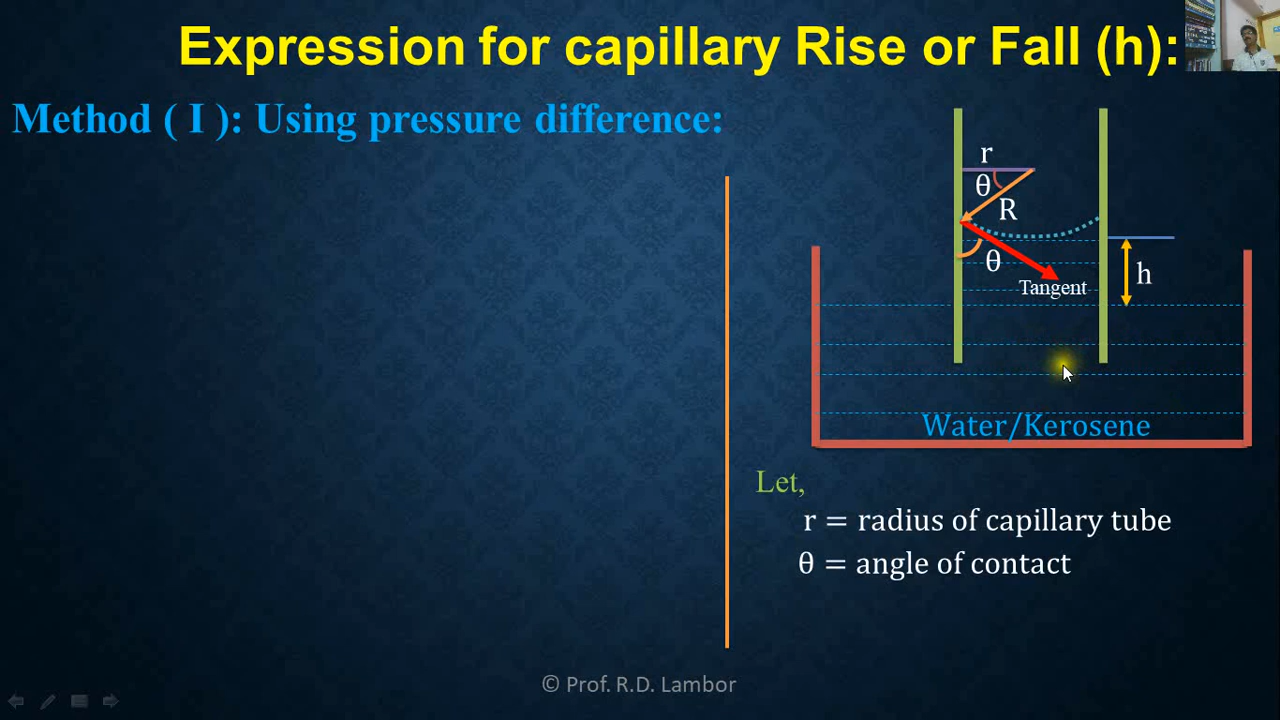 Expression for capillary Rise or Fall (h):
Method ( I ): Using pressure difference:
r
θ
R
θ
Tangent
h
Water/Kerosene
Let,
r = radius of capillary tube
θ = angle of contact
© Prof. R.D. Lambor